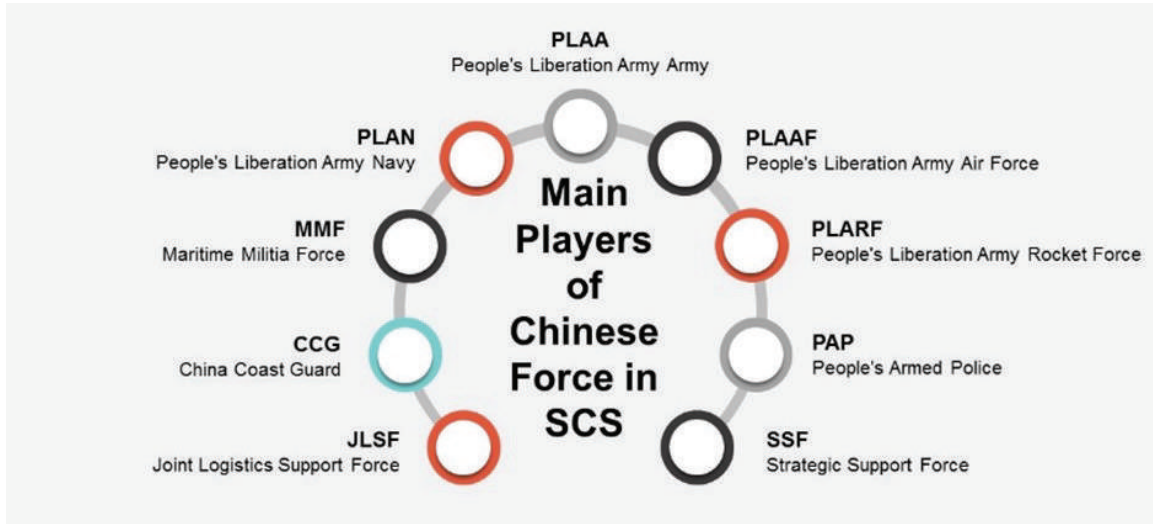 PLAA
People's Liberation Army Army
PLAN
People's Liberation Army Navy
PLAAF
People's Liberation Army Air Force
MMF
Maritime Militia Force
PLARF
People's Liberation Army Rocket Force
CCG
China Coast Guard
PAP
People's Armed Police
JLSF
Joint Logistics Support Force
SSF
Strategic Support Force
Main
Players
of
Chinese
Force in
SCS